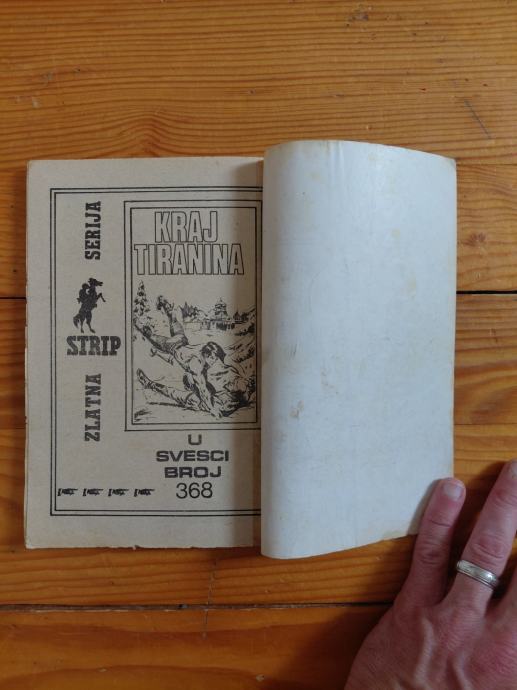 ZLATNA STRIP SERIJA
KRAJ
TIRANINA
U
SVESCI
BROJ
368